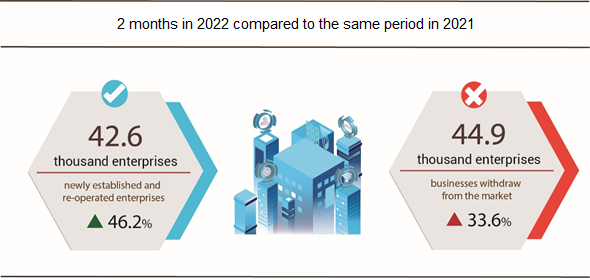 2 months in 2022 compared to the same period in 2021
42.6
thousand enterprises
newly established and
re-operated enterprises
46.2%
44.9
thousand enterprises
businesses withdraw
from the market
33.6%